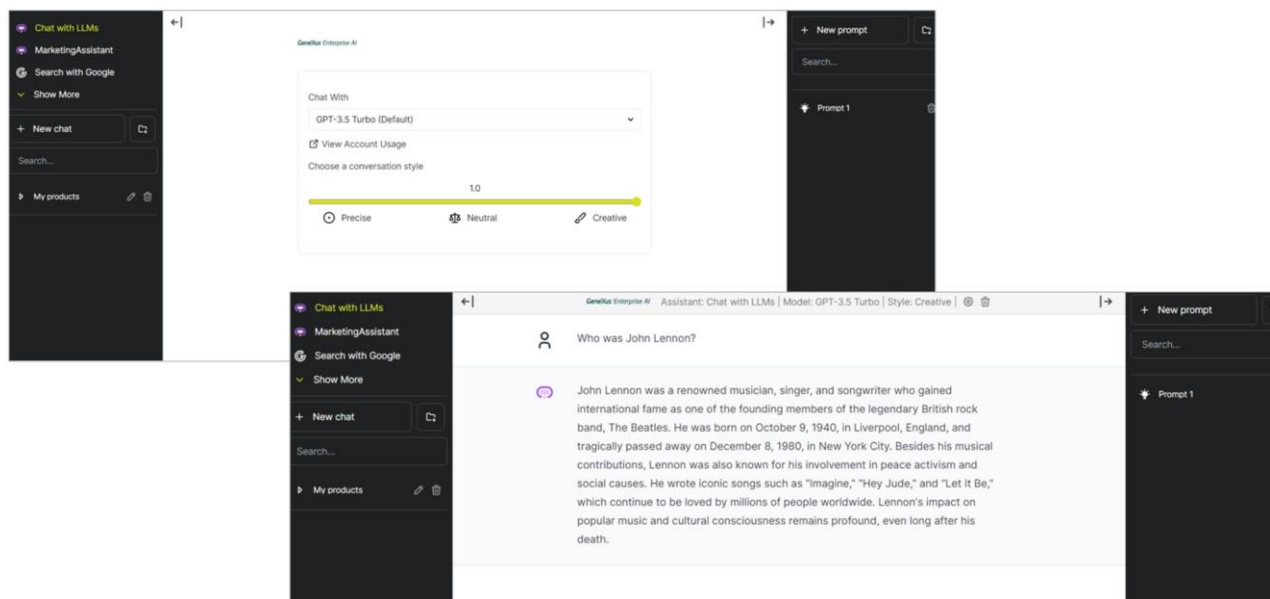 Chat with LLMs
MarketingAssistant
Search with Google
Show More
+ New chat
Search...
My products
GeneXus Enterprise AI
Chat With
GPT-3.5 Turbo (Default)
View Account Usage
Choose a conversation style
1.0
Precise Neutral Creative
+ New prompt
Search...
Prompt 1
Chat with LLMs
MarketingAssistant
Search with Google
Show More
+ New chat
Search...
My products
GeneXus Enterprise AI Assistant: Chat with LLMs | Model: GPT-3.5 Turbo | Style: Creative |
Who was John Lennon?
John Lennon was a renowned musician, singer, and songwriter who gained
international fame as one of the founding members of the legendary British rock
band, The Beatles. He was born on October 9, 1940, in Liverpool, England, and
tragically passed away on December 8, 1980, in New York City. Besides his musical
contributions, Lennon was also known for his involvement in peace activism and
social causes. He wrote iconic songs such as "Imagine," "Hey Jude," and "Let It Be,"
which continue to be loved by millions of people worldwide. Lennon's impact on
popular music and cultural consciousness remains profound, even long after his
death.
+ New prompt
Search...
Prompt 1